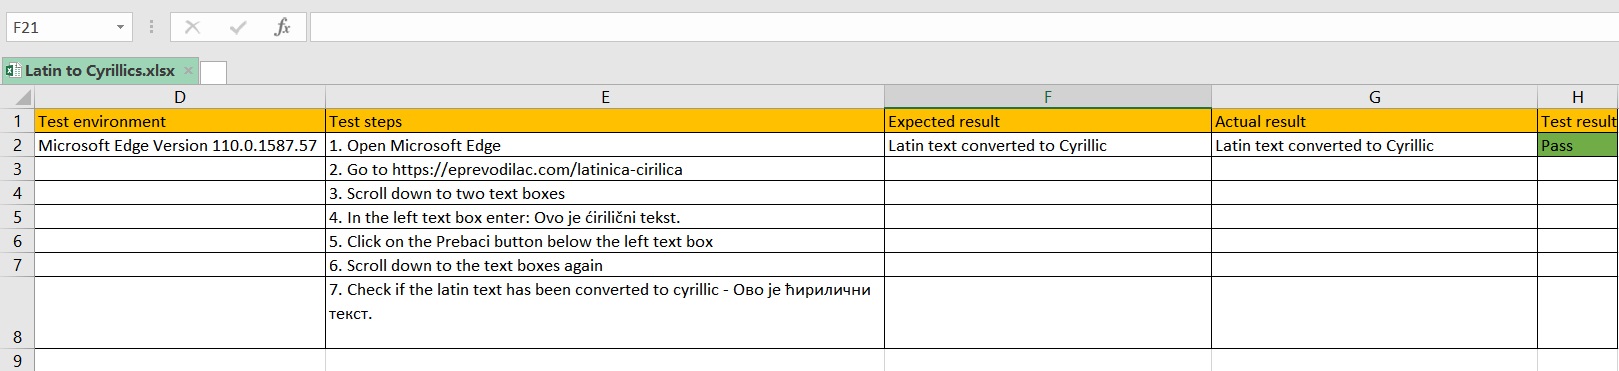 F21
fx
Latin to Cyrillics.xlsx
D E F G H
1 Test environment Test steps Expected result Actual result Test result
2 Microsoft Edge Version 110.0.1587.57 1. Open Microsoft Edge Latin text converted to Cyrillic Latin text converted to Cyrillic Pass
3 2. Go to https://eprevodilac.com/latinica-cirilica
4 3. Scroll down to two text boxes
5 4. In the left text box enter: Ovo je ćirilični tekst.
6 5. Click on the Prebaci button below the left text box
7 6. Scroll down to the text boxes again
7. Check if the latin text has been converted to cyrillic - Ово је ћирилични
текст.
8
9